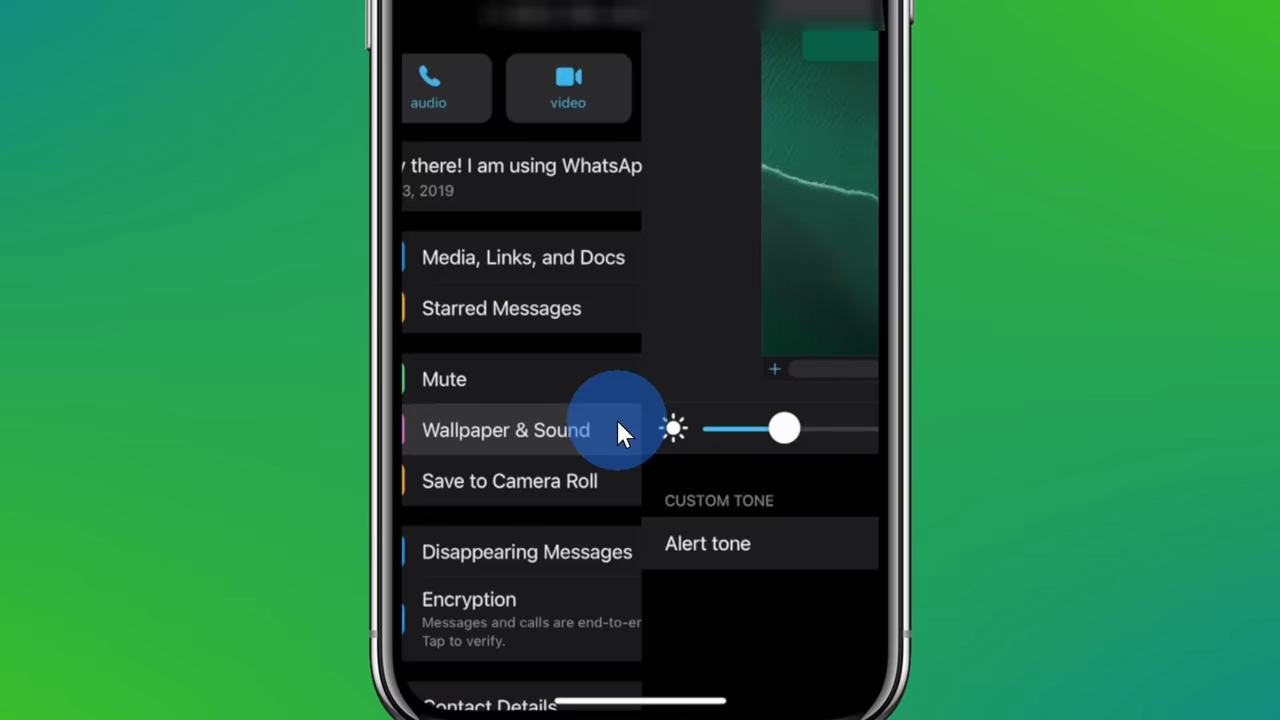 audio
video
y there! I am using WhatsAp
3, 2019
Media, Links, and Docs
Starred Messages
Mute
Wallpaper & Sound
Save to Camera Roll
CUSTOM TONE
Alert tone
Disappearing Messages
Encryption
Messages and calls are end-to-er
Tap to verify.
Contact Details